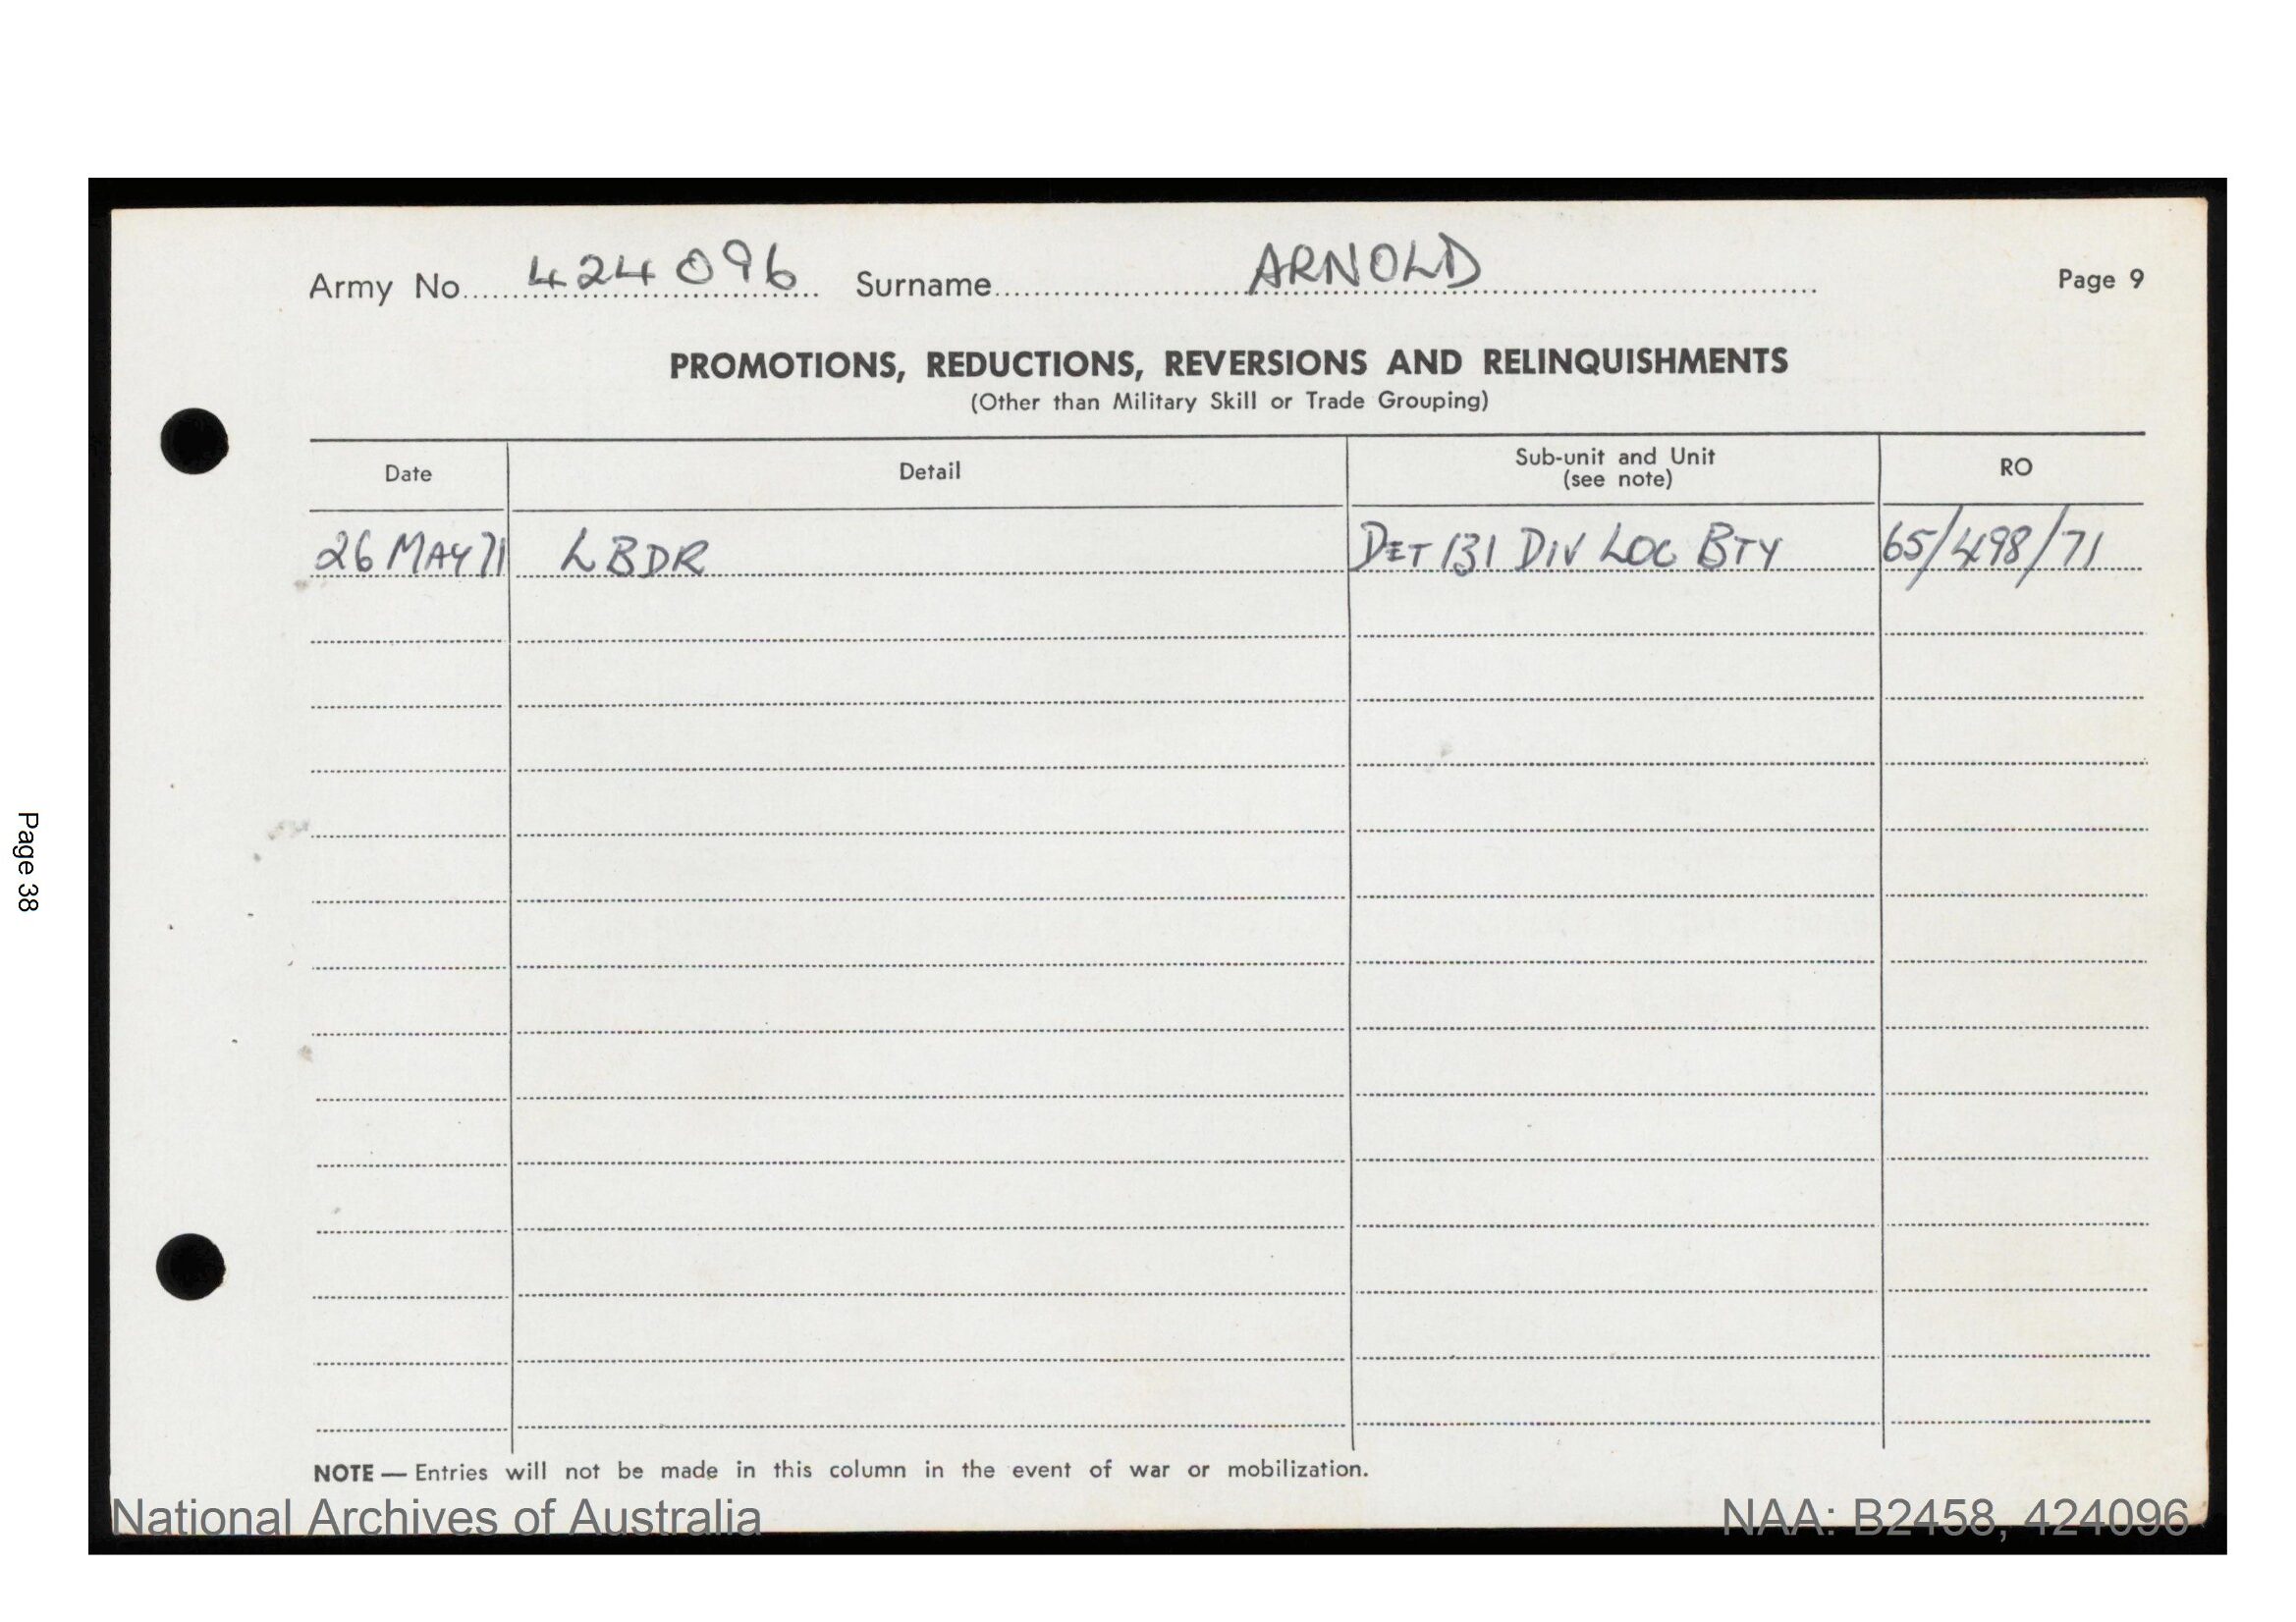 Army No. 424096 Surname ARNOLD Page 9
PROMOTIONS, REDUCTIONS, REVERSIONS AND RELINQUISHMENTS
(Other than Military Skill or Trade Grouping)
Date Detail Sub-unit and Unit (see note) RO
26 MAY 71 LBDR DET 131 DIV LOC BTY 65/498/71
NOTE — Entries will not be made in this column in the event of war or mobilization.
National Archives of Australia NAA: B2458, 424096
Page 38